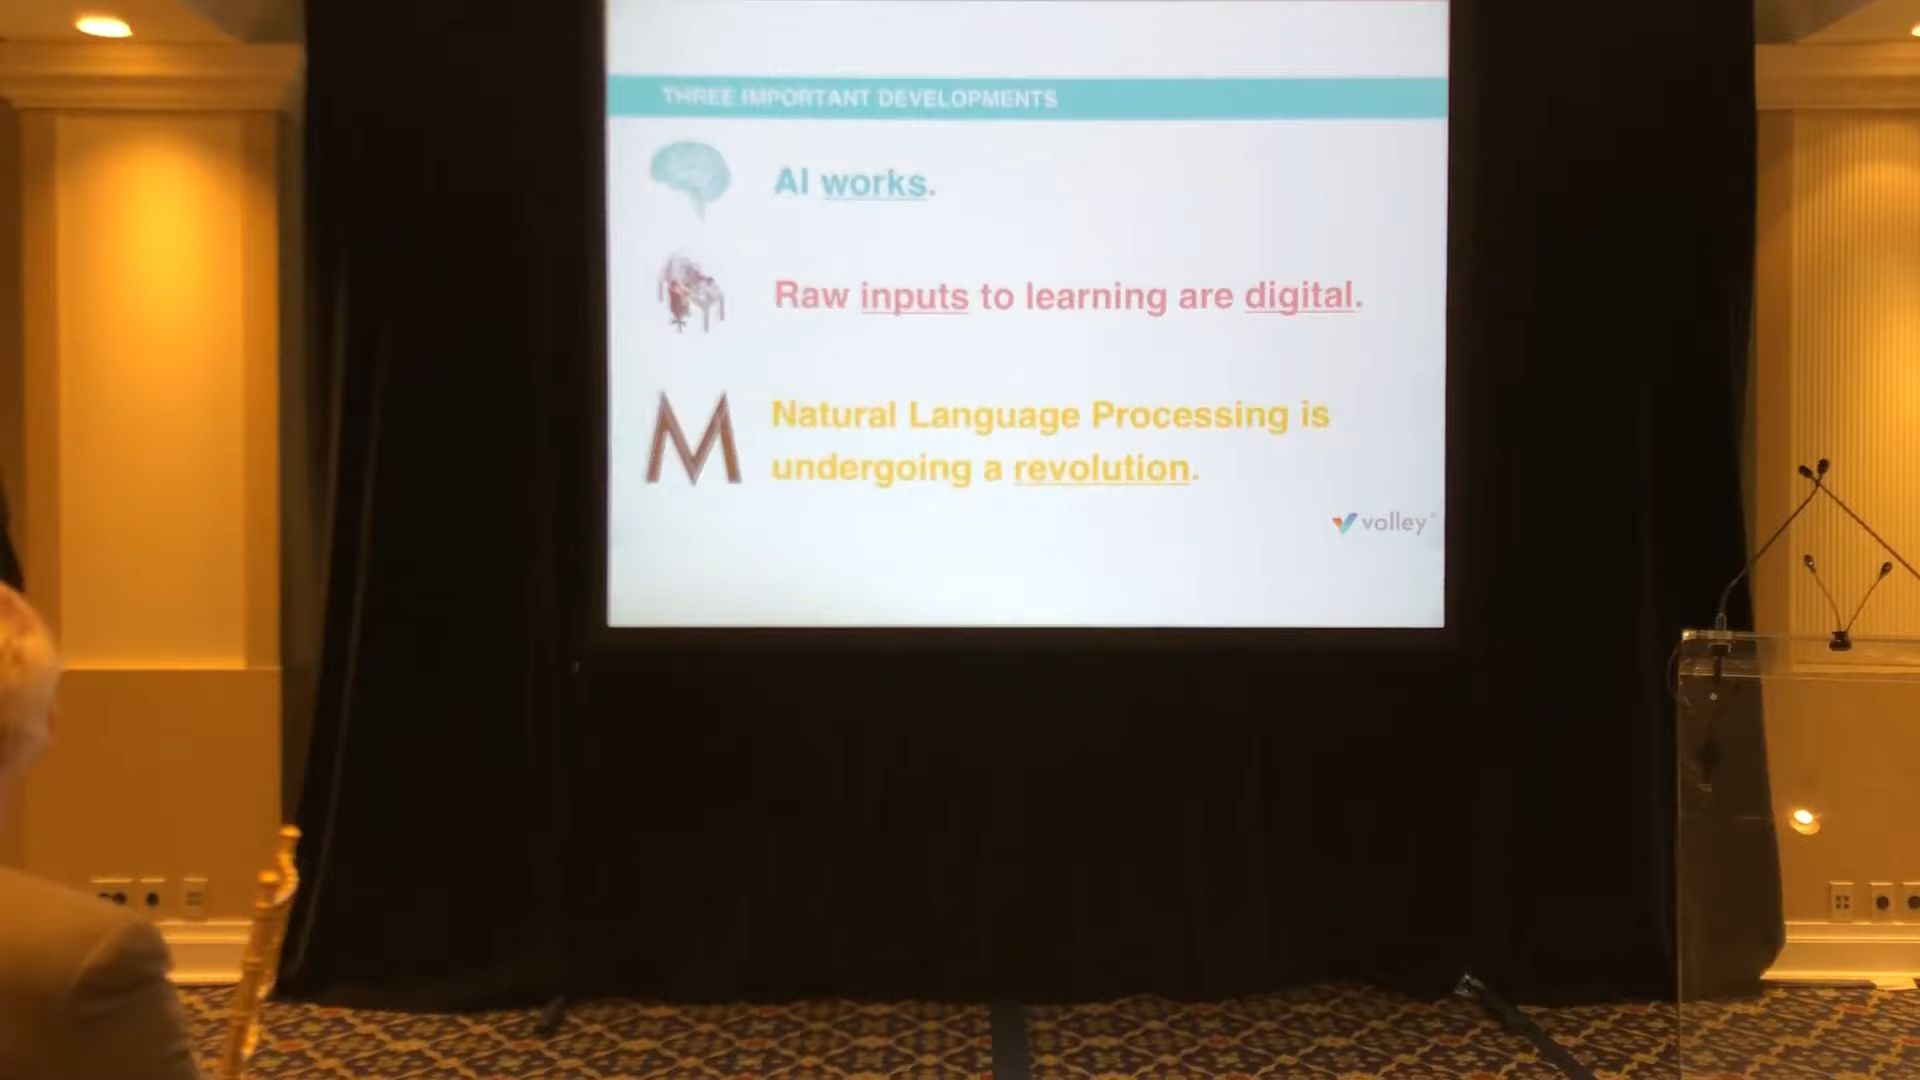 THREE IMPORTANT DEVELOPMENTS
AI works.
Raw inputs to learning are digital.
M
Natural Language Processing is
undergoing a revolution.
volley